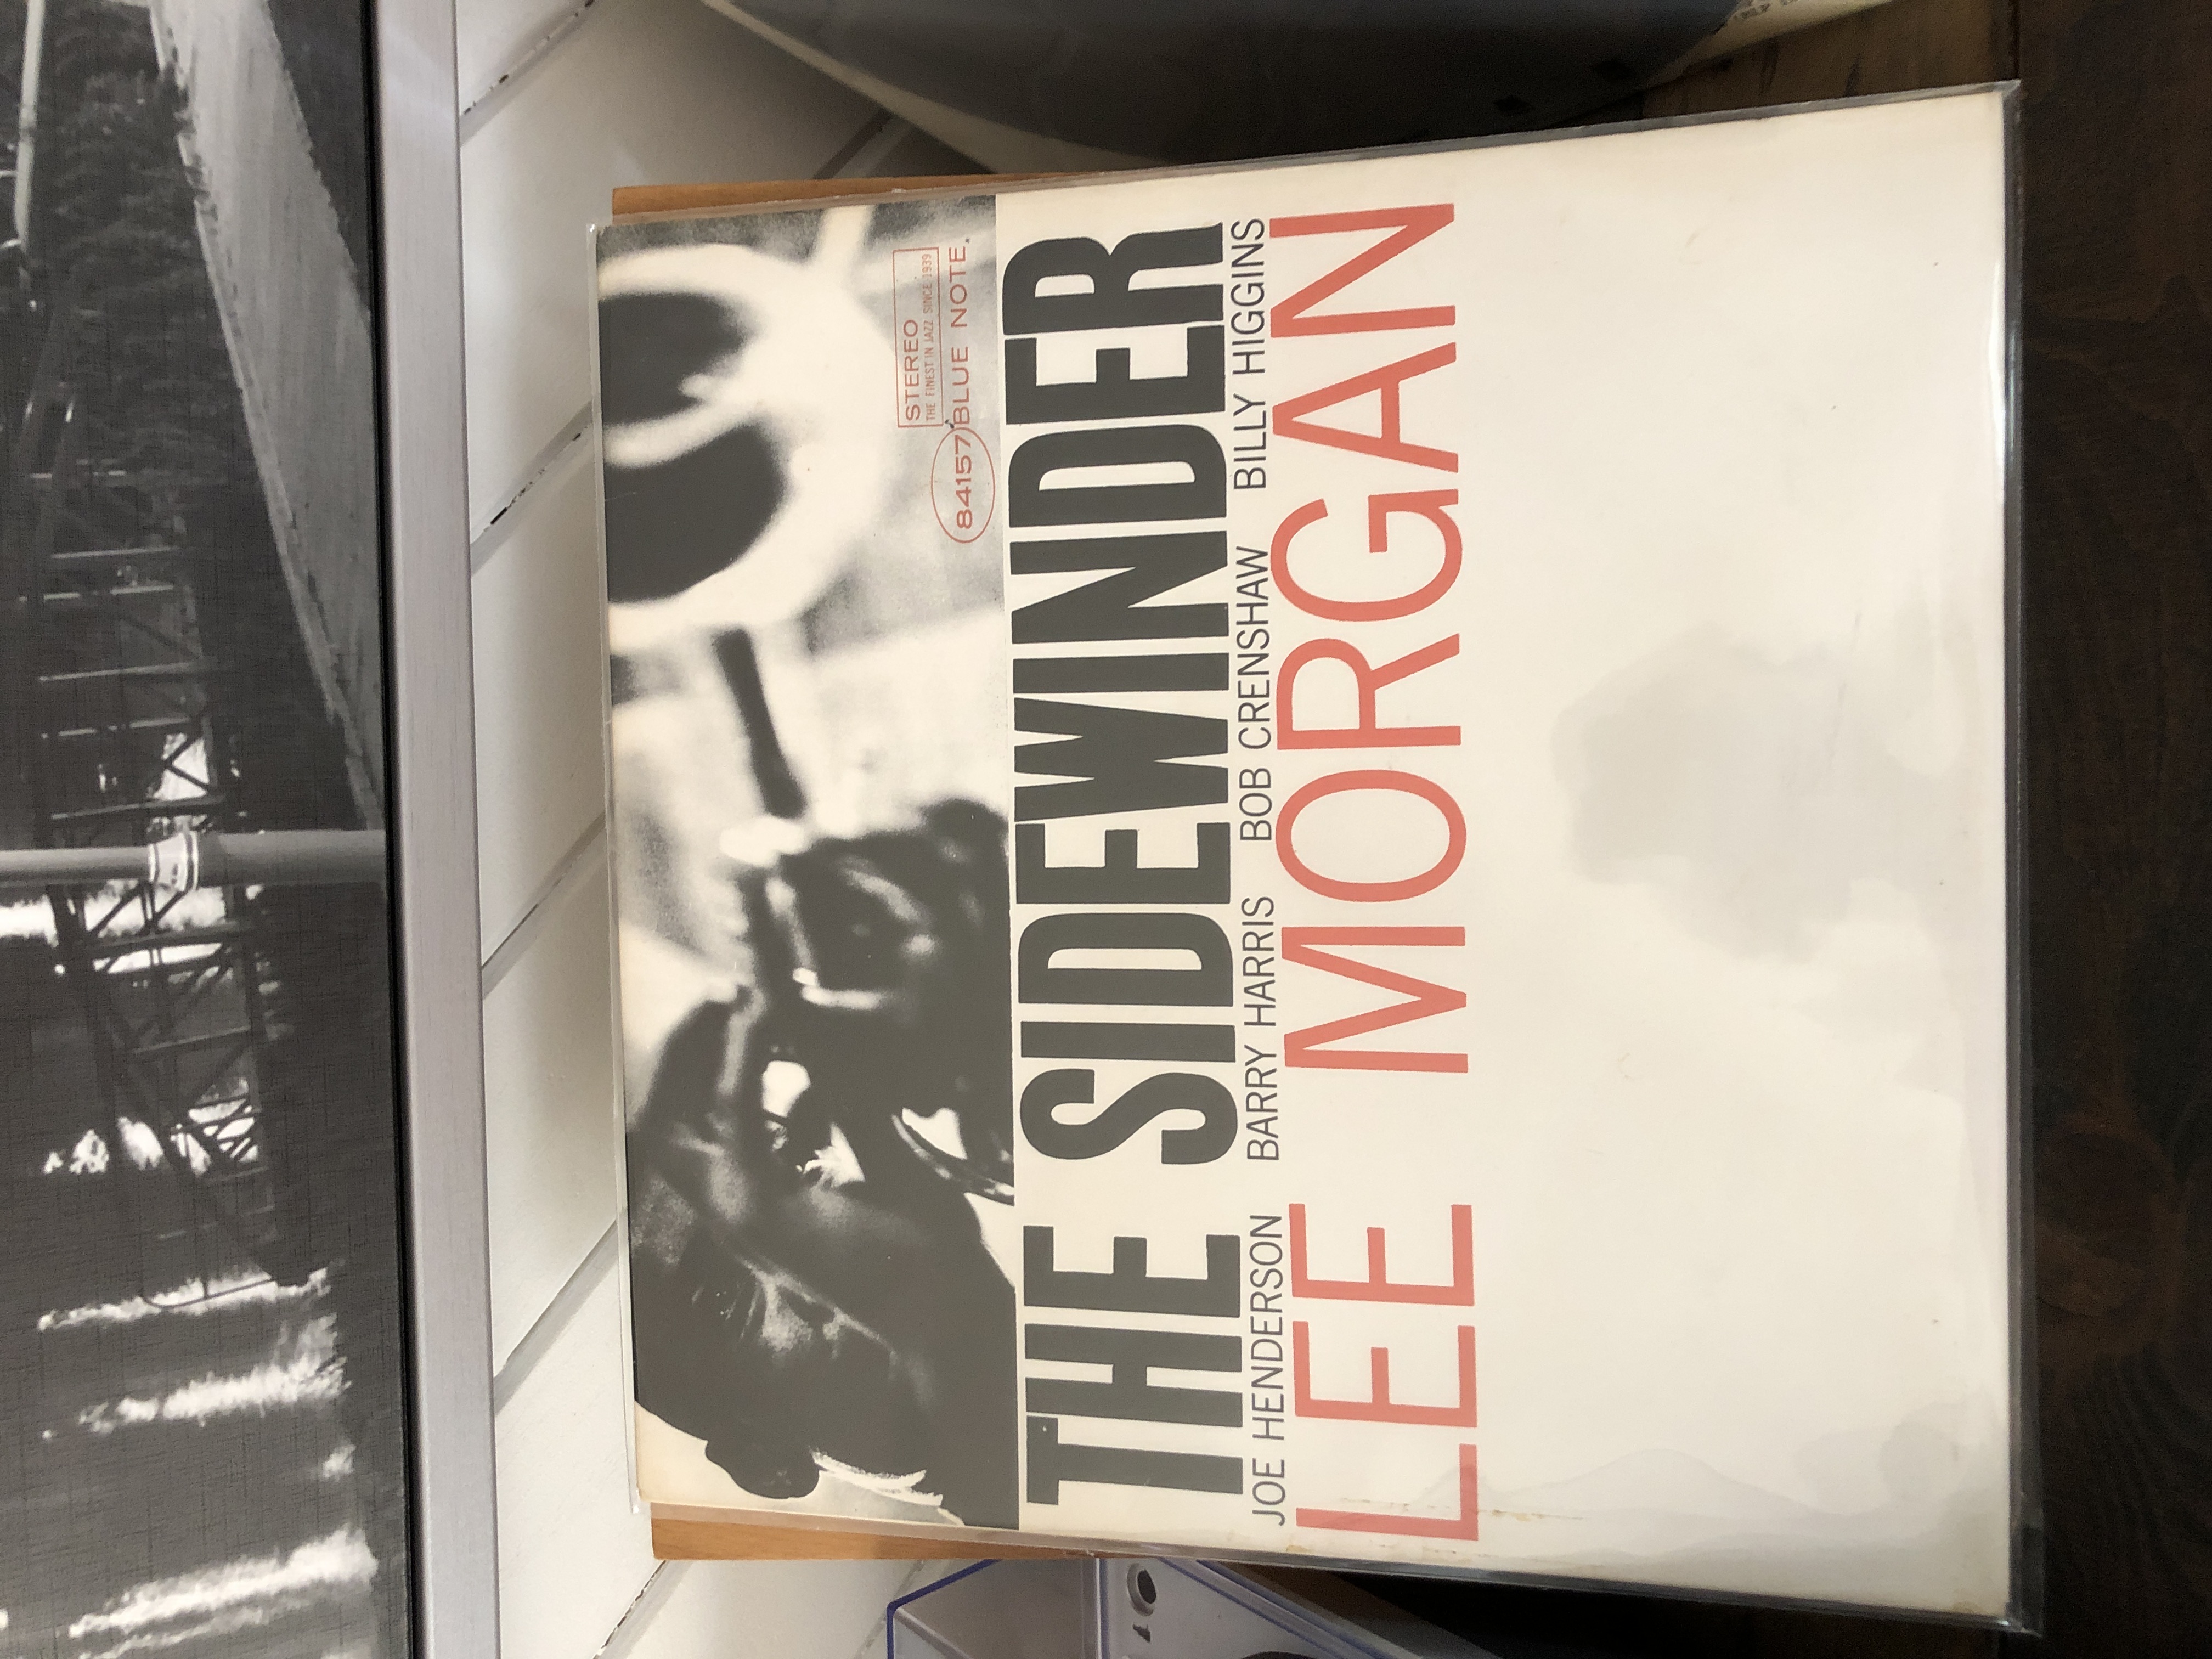 STEREO
THE FINEST IN JAZZ SINCE 1939
84157 BLUE NOTE
THE SIDEWINDER
JOE HENDERSON BARRY HARRIS BOB CRENSHAW BILLY HIGGINS
LEE MORGAN